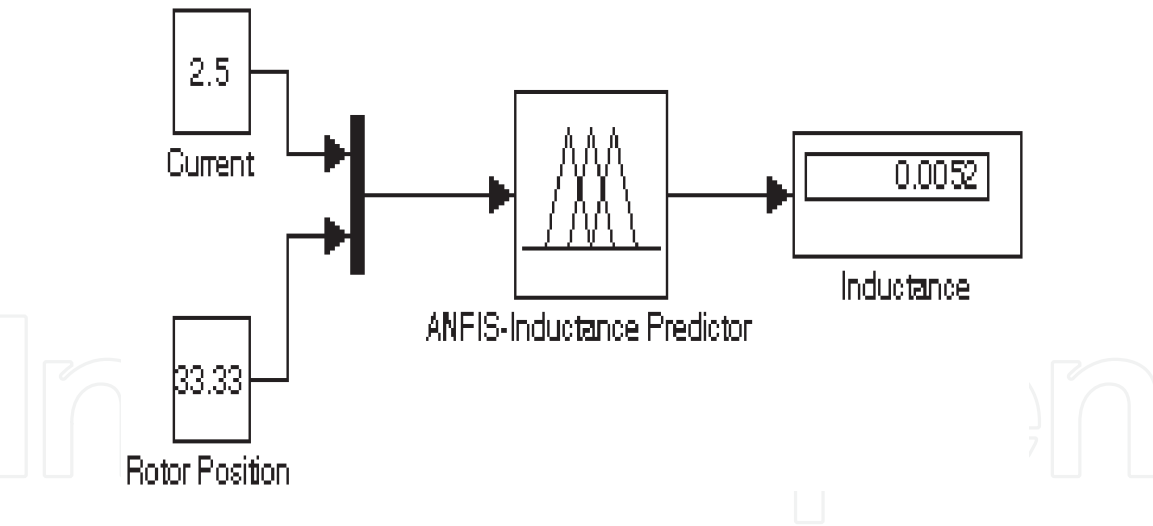 2.5
Current
33.33
Rotor Position
ANFIS-Inductance Predictor
0.0052
Inductance